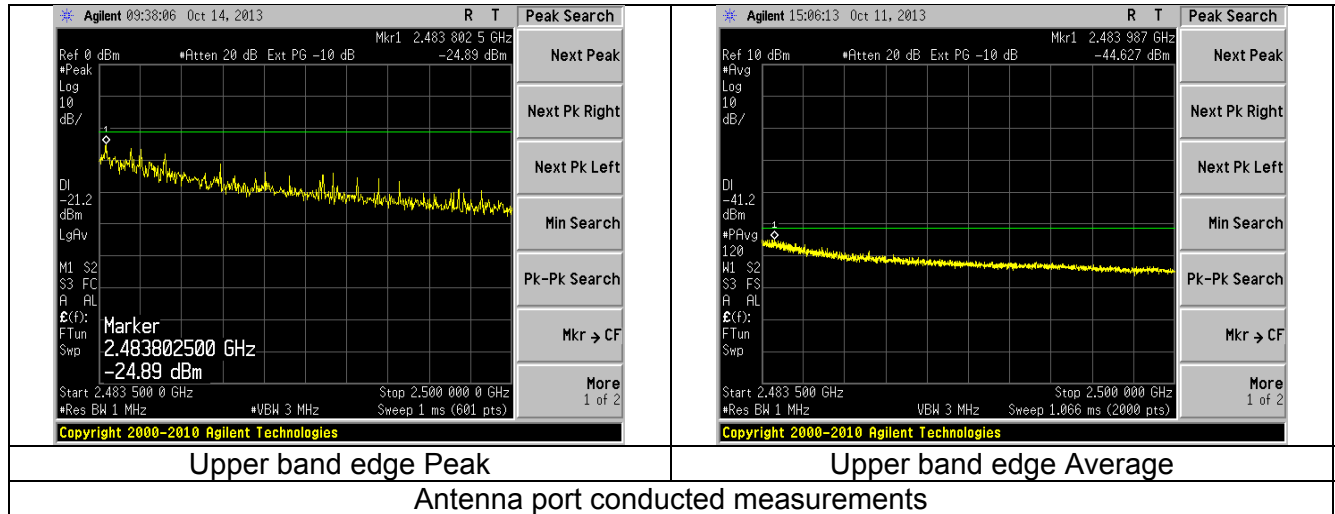 Agilent 09:38:06 Oct 14, 2013 R T Peak Search
Mkr1 2.483 802 5 GHz
Ref 0 dBm #Atten 20 dB Ext PG -10 dB -24.89 dBm
#Peak
Log
10
dB/
1
DI
-21.2
dBm
LgAv
M1 S2
S3 FC
A AL
£(f):
FTun
Swp
Marker
2.483802500 GHz
-24.89 dBm
Start 2.483 500 0 GHz Stop 2.500 000 0 GHz
#Res BW 1 MHz #VBW 3 MHz Sweep 1 ms (601 pts)
Copyright 2000-2010 Agilent Technologies
Next Peak
Next Pk Right
Next Pk Left
Min Search
Pk-Pk Search
Mkr → CF
More
1 of 2
Agilent 15:06:13 Oct 11, 2013 R T Peak Search
Mkr1 2.483 987 GHz
Ref 10 dBm #Atten 20 dB Ext PG -10 dB -44.627 dBm
#Avg
Log
10
dB/
DI
-41.2
dBm
#PAvg
1
120
W1 S2
S3 FS
A AL
£(f):
FTun
Swp
Start 2.483 500 GHz Stop 2.500 000 GHz
#Res BW 1 MHz VBW 3 MHz Sweep 1.066 ms (2000 pts)
Copyright 2000-2010 Agilent Technologies
Next Peak
Next Pk Right
Next Pk Left
Min Search
Pk-Pk Search
Mkr → CF
More
1 of 2
Upper band edge Peak
Upper band edge Average
Antenna port conducted measurements